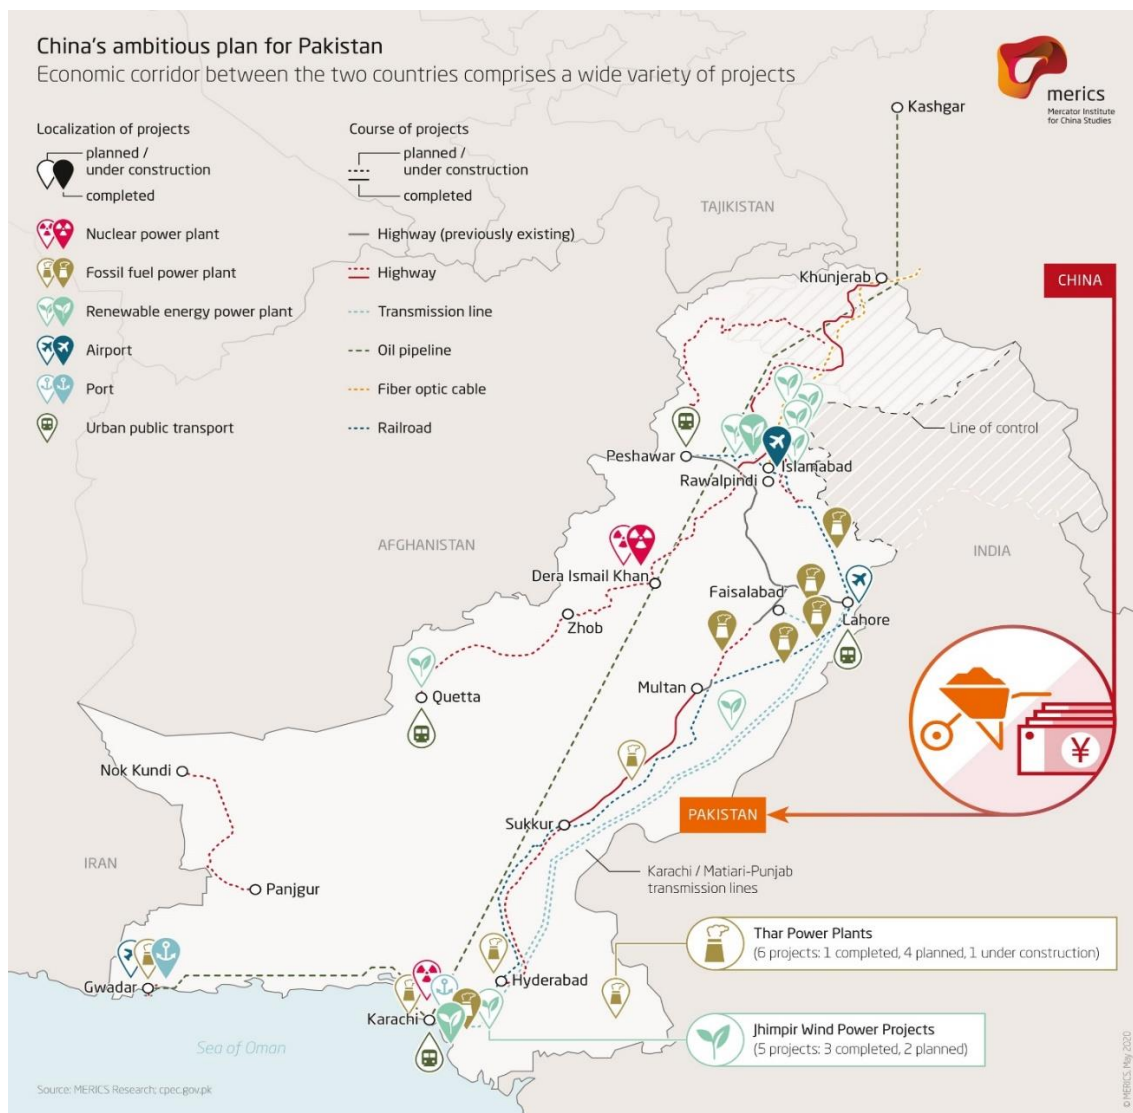 China's ambitious plan for Pakistan
Economic corridor between the two countries comprises a wide variety of projects
merics
Mercator Institute
for China Studies
Localization of projects
planned /
under construction
completed
Nuclear power plant
Fossil fuel power plant
Renewable energy power plant
Airport
Port
Urban public transport
Course of projects
planned /
under construction
completed
Highway (previously existing)
Highway
Transmission line
Oil pipeline
Fiber optic cable
Railroad
Kashgar
TAJIKISTAN
Khunjerab
CHINA
Line of control
Peshawar
Islamabad
Rawalpindi
AFGHANISTAN
INDIA
Dera Ismail Khan
Faisalabad
Zhob
Lahore
Quetta
Multan
Nok Kundi
¥
PAKISTAN
Sukkur
IRAN
Karachi / Matiari-Punjab
transmission lines
Panjgur
Thar Power Plants
(6 projects: 1 completed, 4 planned, 1 under construction)
Gwadar
Hyderabad
Karachi
Jhimpir Wind Power Projects
(5 projects: 3 completed, 2 planned)
Sea of Oman
Source: MERICS Research; cpec.gov.pk
© MERICS, May 2020